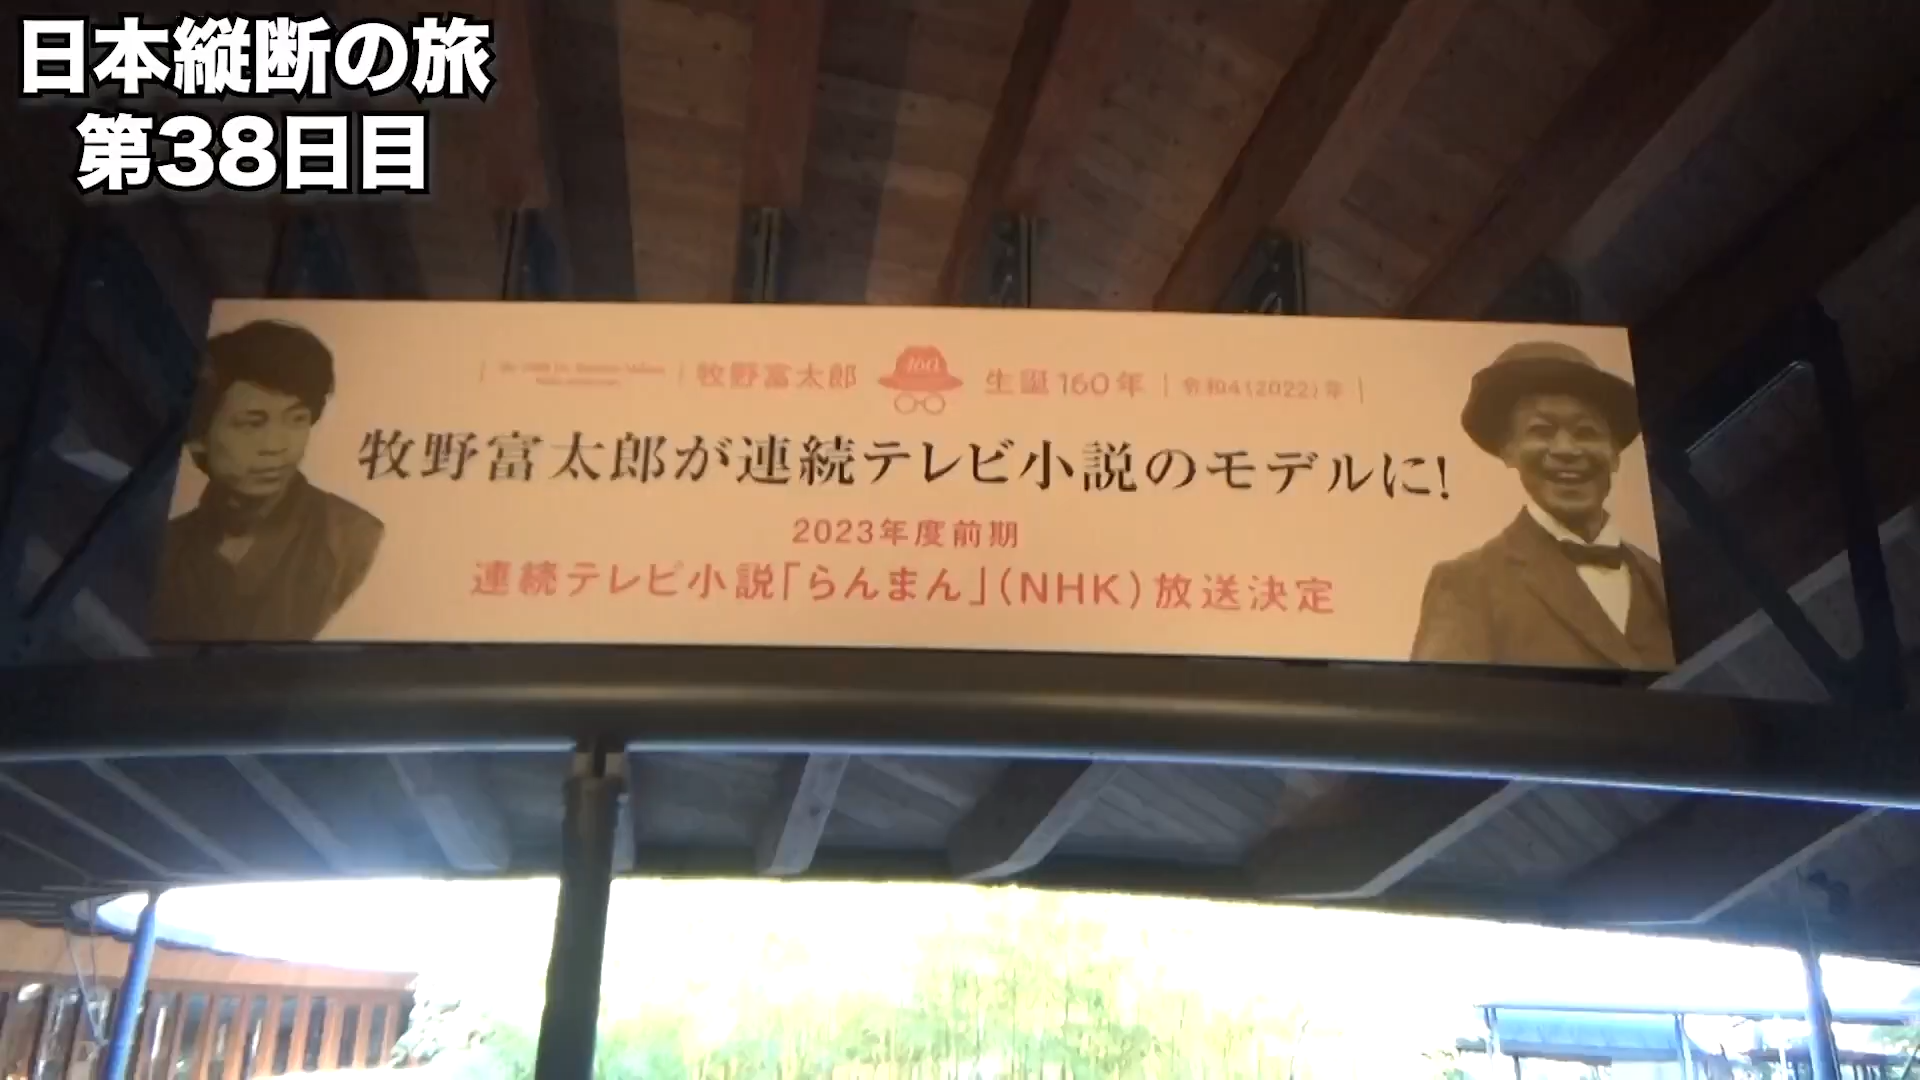 日本縦断の旅
第38日目
牧野富太郎 160 生誕160年 | 令和4(2022)年 |
牧野富太郎が連続テレビ小説のモデルに!
2023年度前期
連続テレビ小説「らんまん」(NHK)放送決定